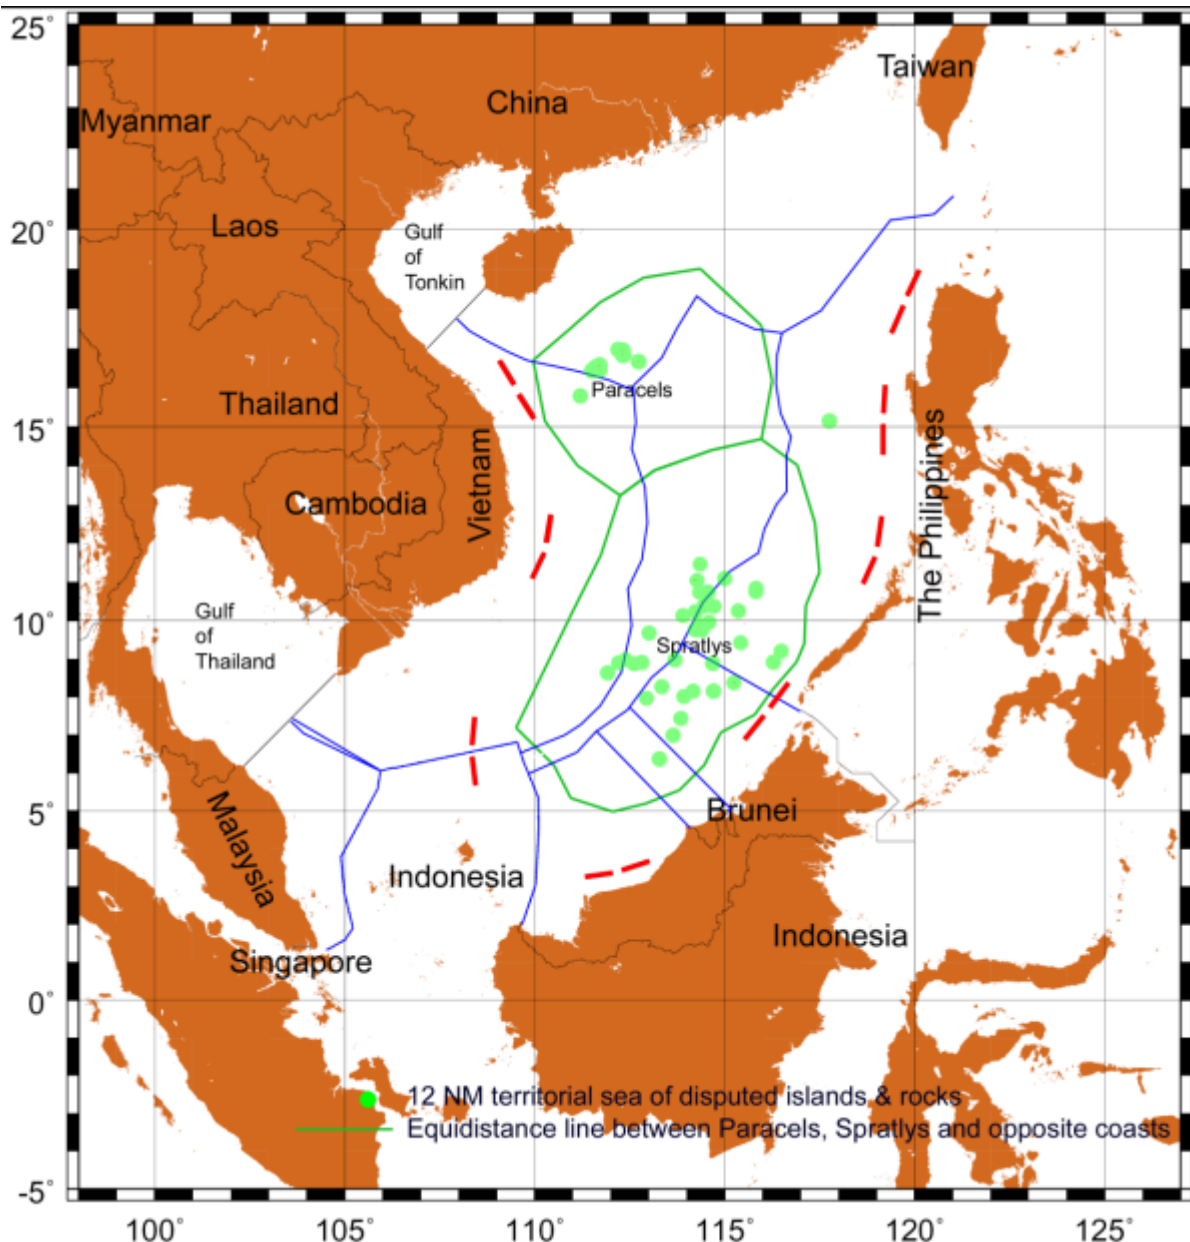 25°
20°
15°
10°
5°
0°
-5°
Taiwan
China
Myanmar
Laos
Gulf
of
Tonkin
Thailand
Paracels
Vietnam
The Philippines
Cambodia
Gulf
of
Thailand
Spratlys
Brunei
Malaysia
Indonesia
Indonesia
Singapore
12 NM territorial sea of disputed islands & rocks
Equidistance line between Paracels, Spratlys and opposite coasts
100°
105°
110°
115°
120°
125°